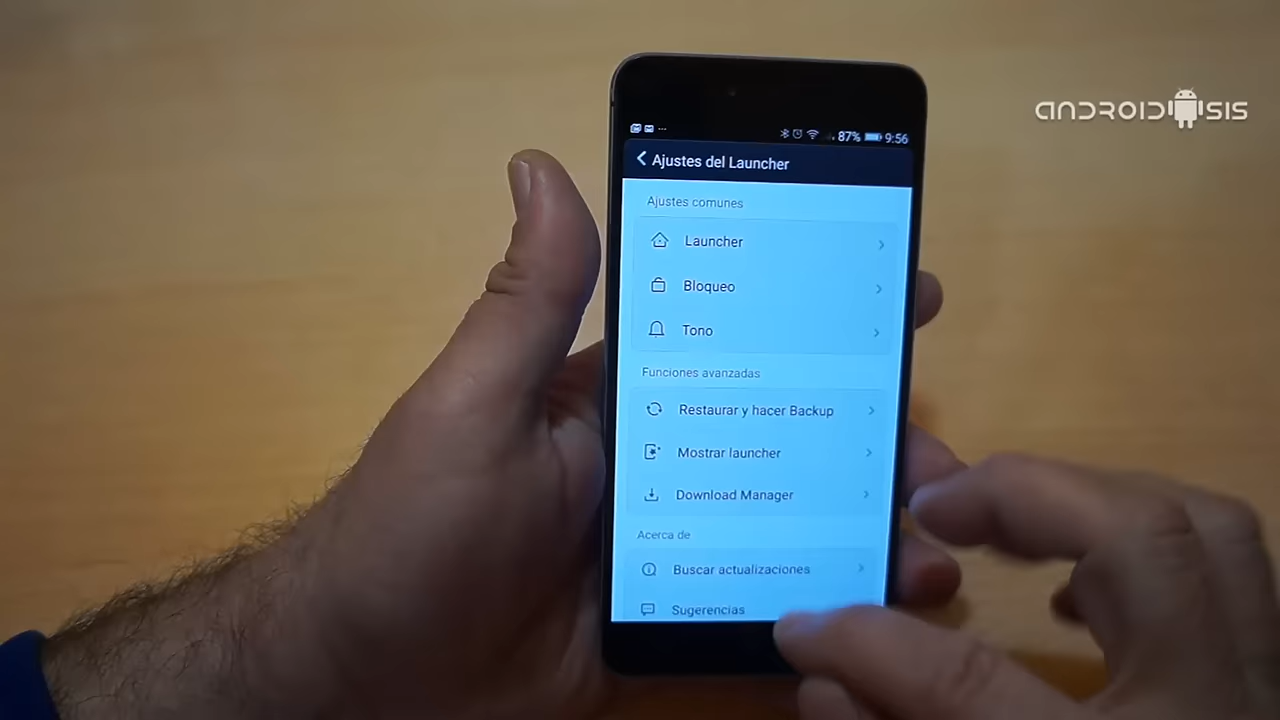 ANDROIDSIS
87% 9:56
Ajustes del Launcher
Ajustes comunes
Launcher
Bloqueo
Tono
Funciones avanzadas
Restaurar y hacer Backup
Mostrar launcher
Download Manager
Acerca de
Buscar actualizaciones
Sugerencias